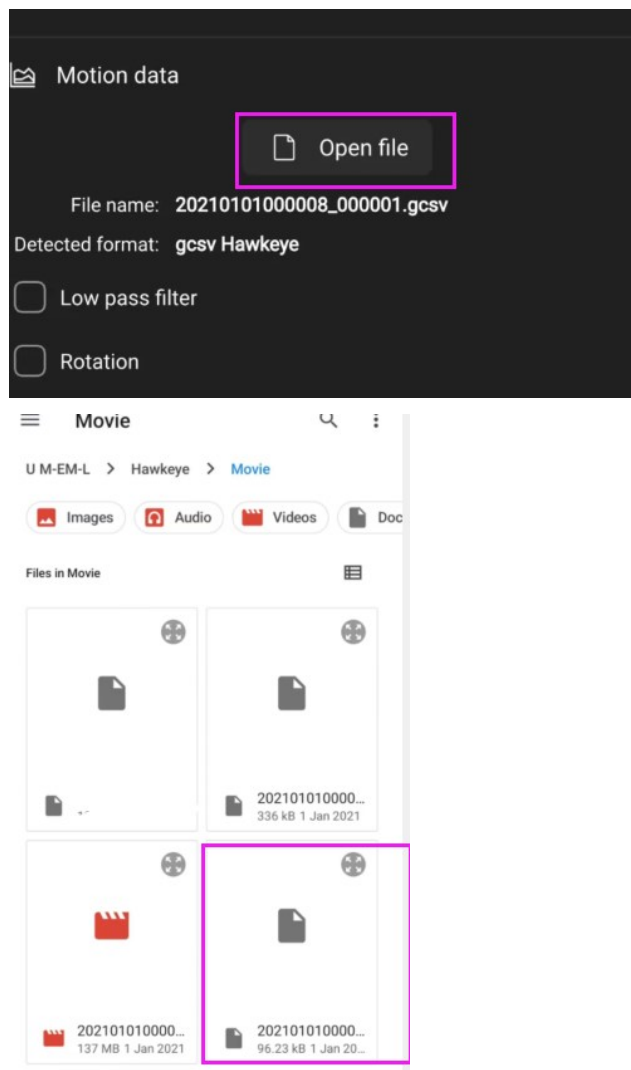 Motion data
Open file
File name: 20210101000008_000001.gcsv
Detected format: gcsv Hawkeye
Low pass filter
Rotation
Movie
U M-EM-L > Hawkeye > Movie
Images Audio Videos Doc
Files in Movie
202101010000...
336 kB 1 Jan 2021
202101010000... 202101010000...
137 MB 1 Jan 2021 96.23 kB 1 Jan 20...